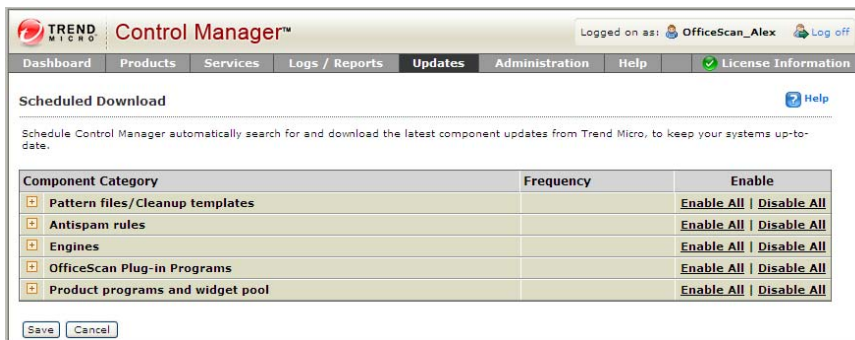 TREND MICRO Control Manager™ Logged on as: OfficeScan_Alex Log off
Dashboard Products Services Logs / Reports Updates Administration Help License Information
Scheduled Download Help
Schedule Control Manager automatically search for and download the latest component updates from Trend Micro, to keep your systems up-to-
date.
Component Category Frequency Enable
Pattern files/Cleanup templates Enable All | Disable All
Antispam rules Enable All | Disable All
Engines Enable All | Disable All
OfficeScan Plug-in Programs Enable All | Disable All
Product programs and widget pool Enable All | Disable All
Save Cancel